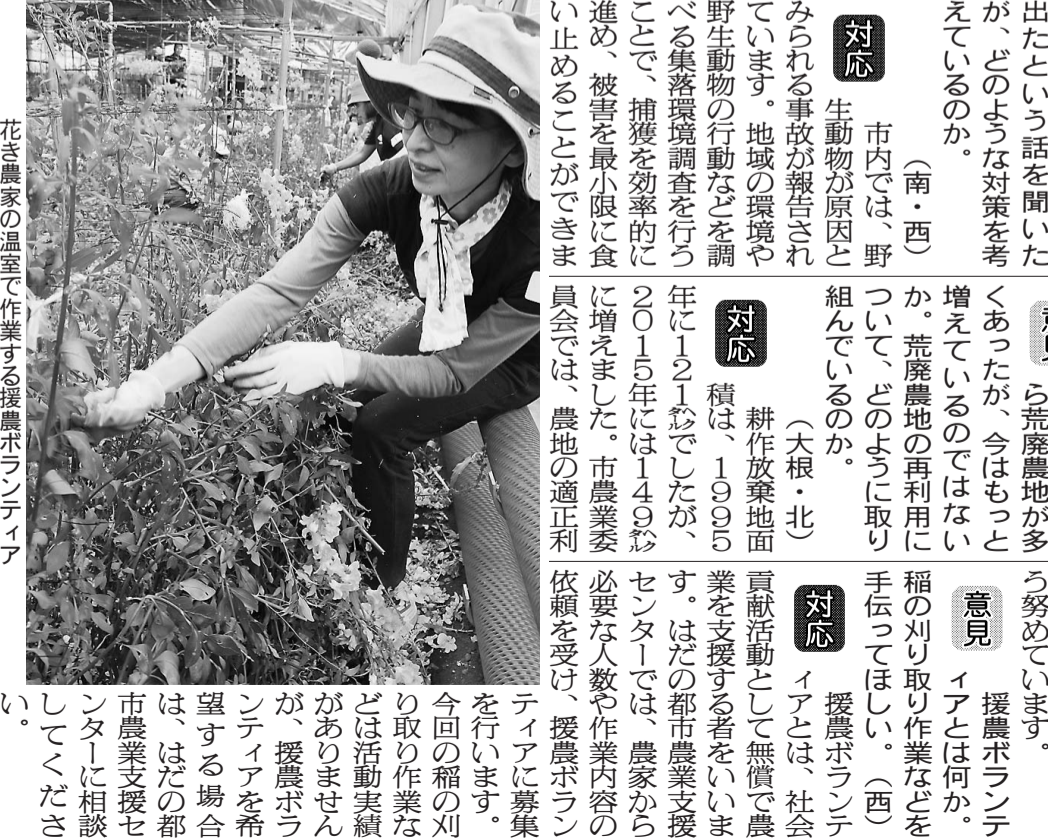 出たという話を聞いた
が、どのような対策を考
えているのか。
（南・西）
対応
市内では、野
生動物が原因と
みられる事故が報告され
ています。地域の環境や
野生動物の行動などを調
べる集落環境調査を行う
ことで、捕獲を効率的に
進め、被害を最小限に食
い止めることができま
ら荒廃農地が多
くあったが、今はもっと
増えているのではない
か。荒廃農地の再利用に
ついて、どのように取り
組んでいるのか。
（大根・北）
対応
耕作放棄地面
積は、１９９５
年に１２１㌶でしたが、
２０１５年には１４９㌶
に増えました。市農業委
員会では、農地の適正利
う努めています。
意見
援農ボランテ
ィアとは何か。
稲の刈り取り作業などを
手伝ってほしい。（西）
対応
援農ボランテ
ィアとは、社会
貢献活動として無償で農
業を支援する者をいいま
す。はだの都市農業支援
センターでは、農家から
必要な人数や作業内容の
依頼を受け、援農ボラン
ティアに募集
を行います。
今回の稲の刈
り取り作業な
どは活動実績
がありません
が、援農ボラ
ンティアを希
望する場合
は、はだの都
市農業支援セ
ンターに相談
してくださ
い。
花き農家の温室で作業する援農ボランティア